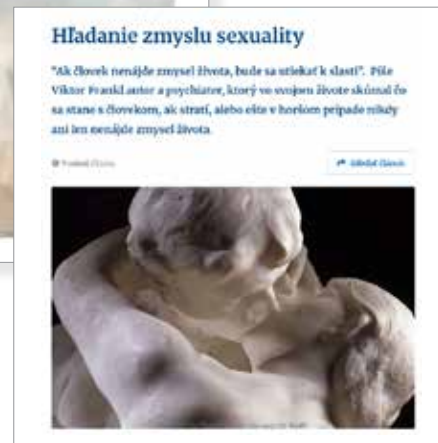 Hľadanie zmyslu sexuality
"Ak človek nenájde zmysel života, bude sa utiekať k slasti". Píše
Viktor Frankl autor a psychiater, ktorý vo svojom živote skúmal čo
sa stane s človekom, ak stratí, alebo ešte v horšom prípade nikdy
ani len nenájde zmysel života.
Zdieľať článok